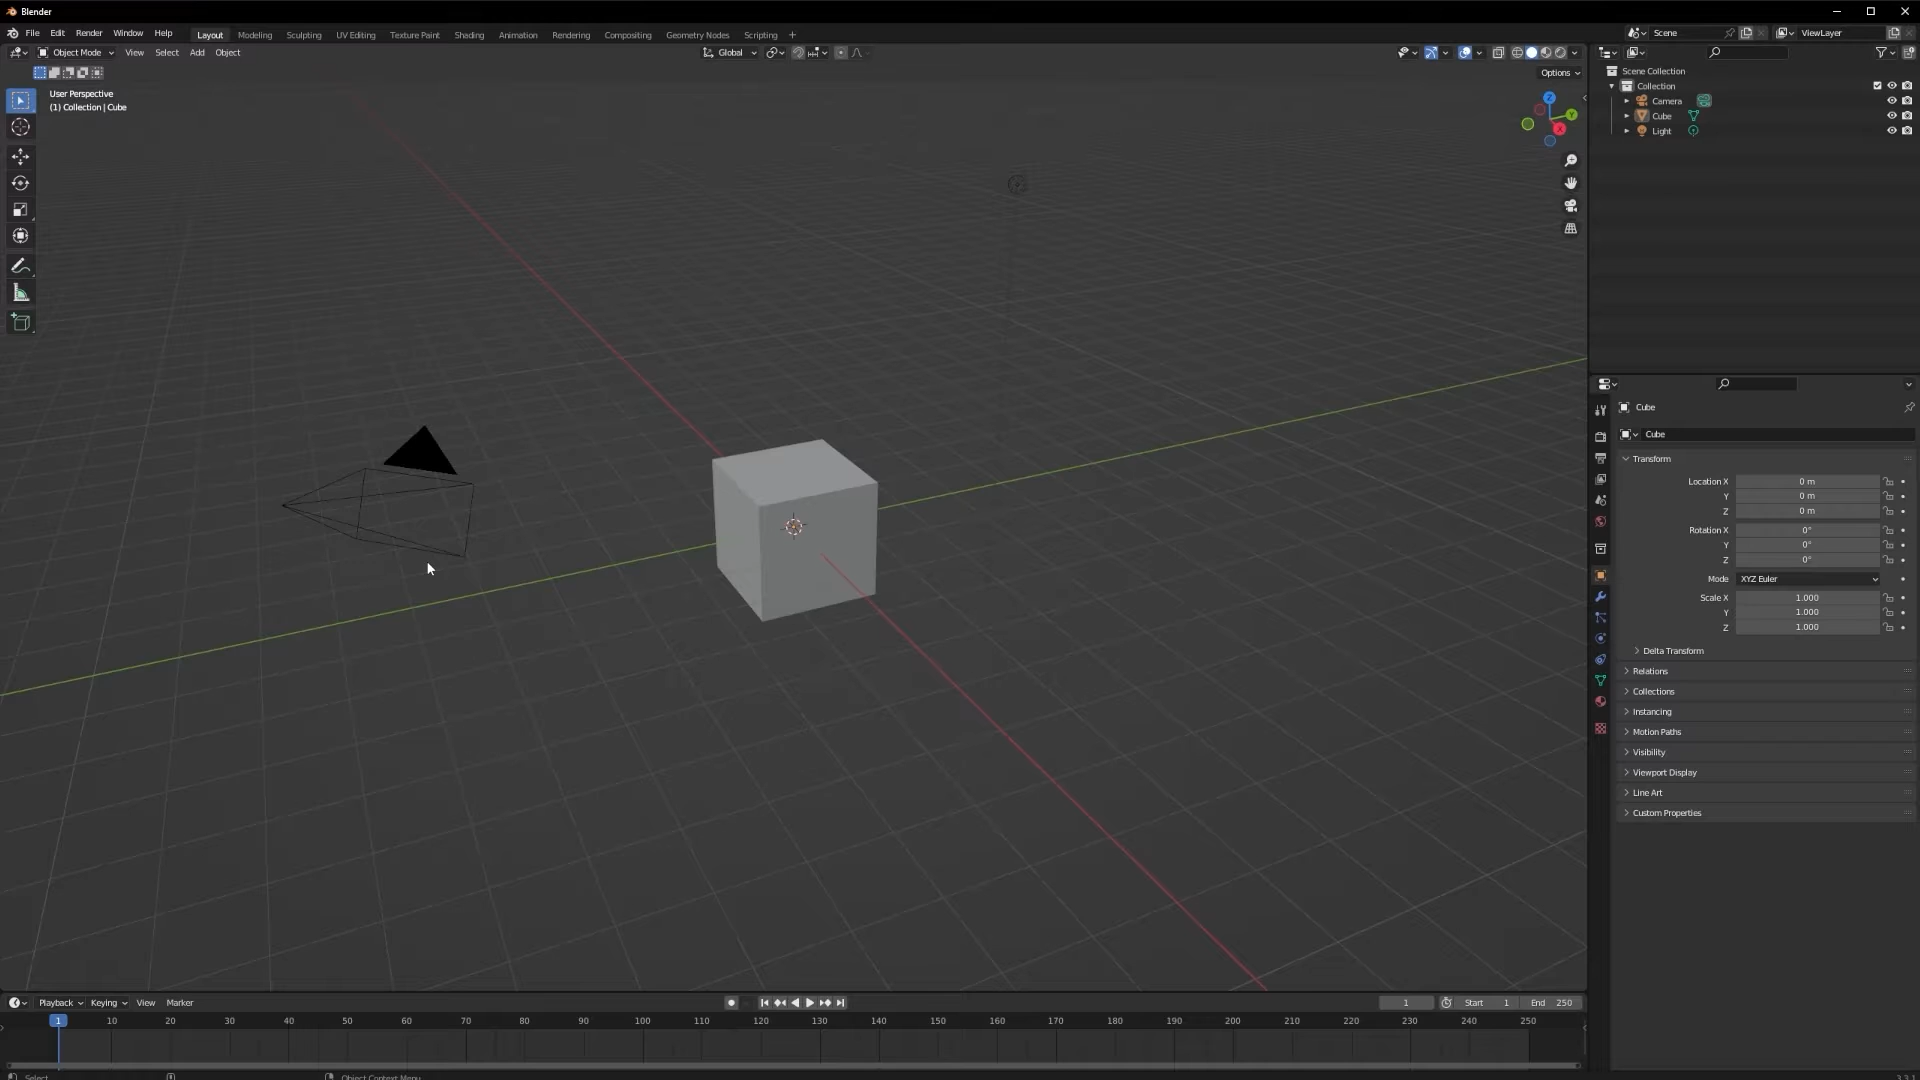 Blender
File Edit Render Window Help Layout Modeling Sculpting UV Editing Texture Paint Shading Animation Rendering Compositing Geometry Nodes Scripting + Scene ViewLayer
Object Mode View Select Add Object Global
Options
User Perspective
(1) Collection | Cube
Z
Y
X
Scene Collection
Collection
Camera
Cube
Light
Cube
Cube
Transform
Location X 0 m
Y 0 m
Z 0 m
Rotation X 0°
Y 0°
Z 0°
Mode XYZ Euler
Scale X 1.000
Y 1.000
Z 1.000
Delta Transform
Relations
Collections
Instancing
Motion Paths
Visibility
Viewport Display
Line Art
Custom Properties
Playback Keying View Marker 1 Start 1 End 250
1 10 20 30 40 50 60 70 80 90 100 110 120 130 140 150 160 170 180 190 200 210 220 230 240 250
Select Object Context Menu 3.3.1